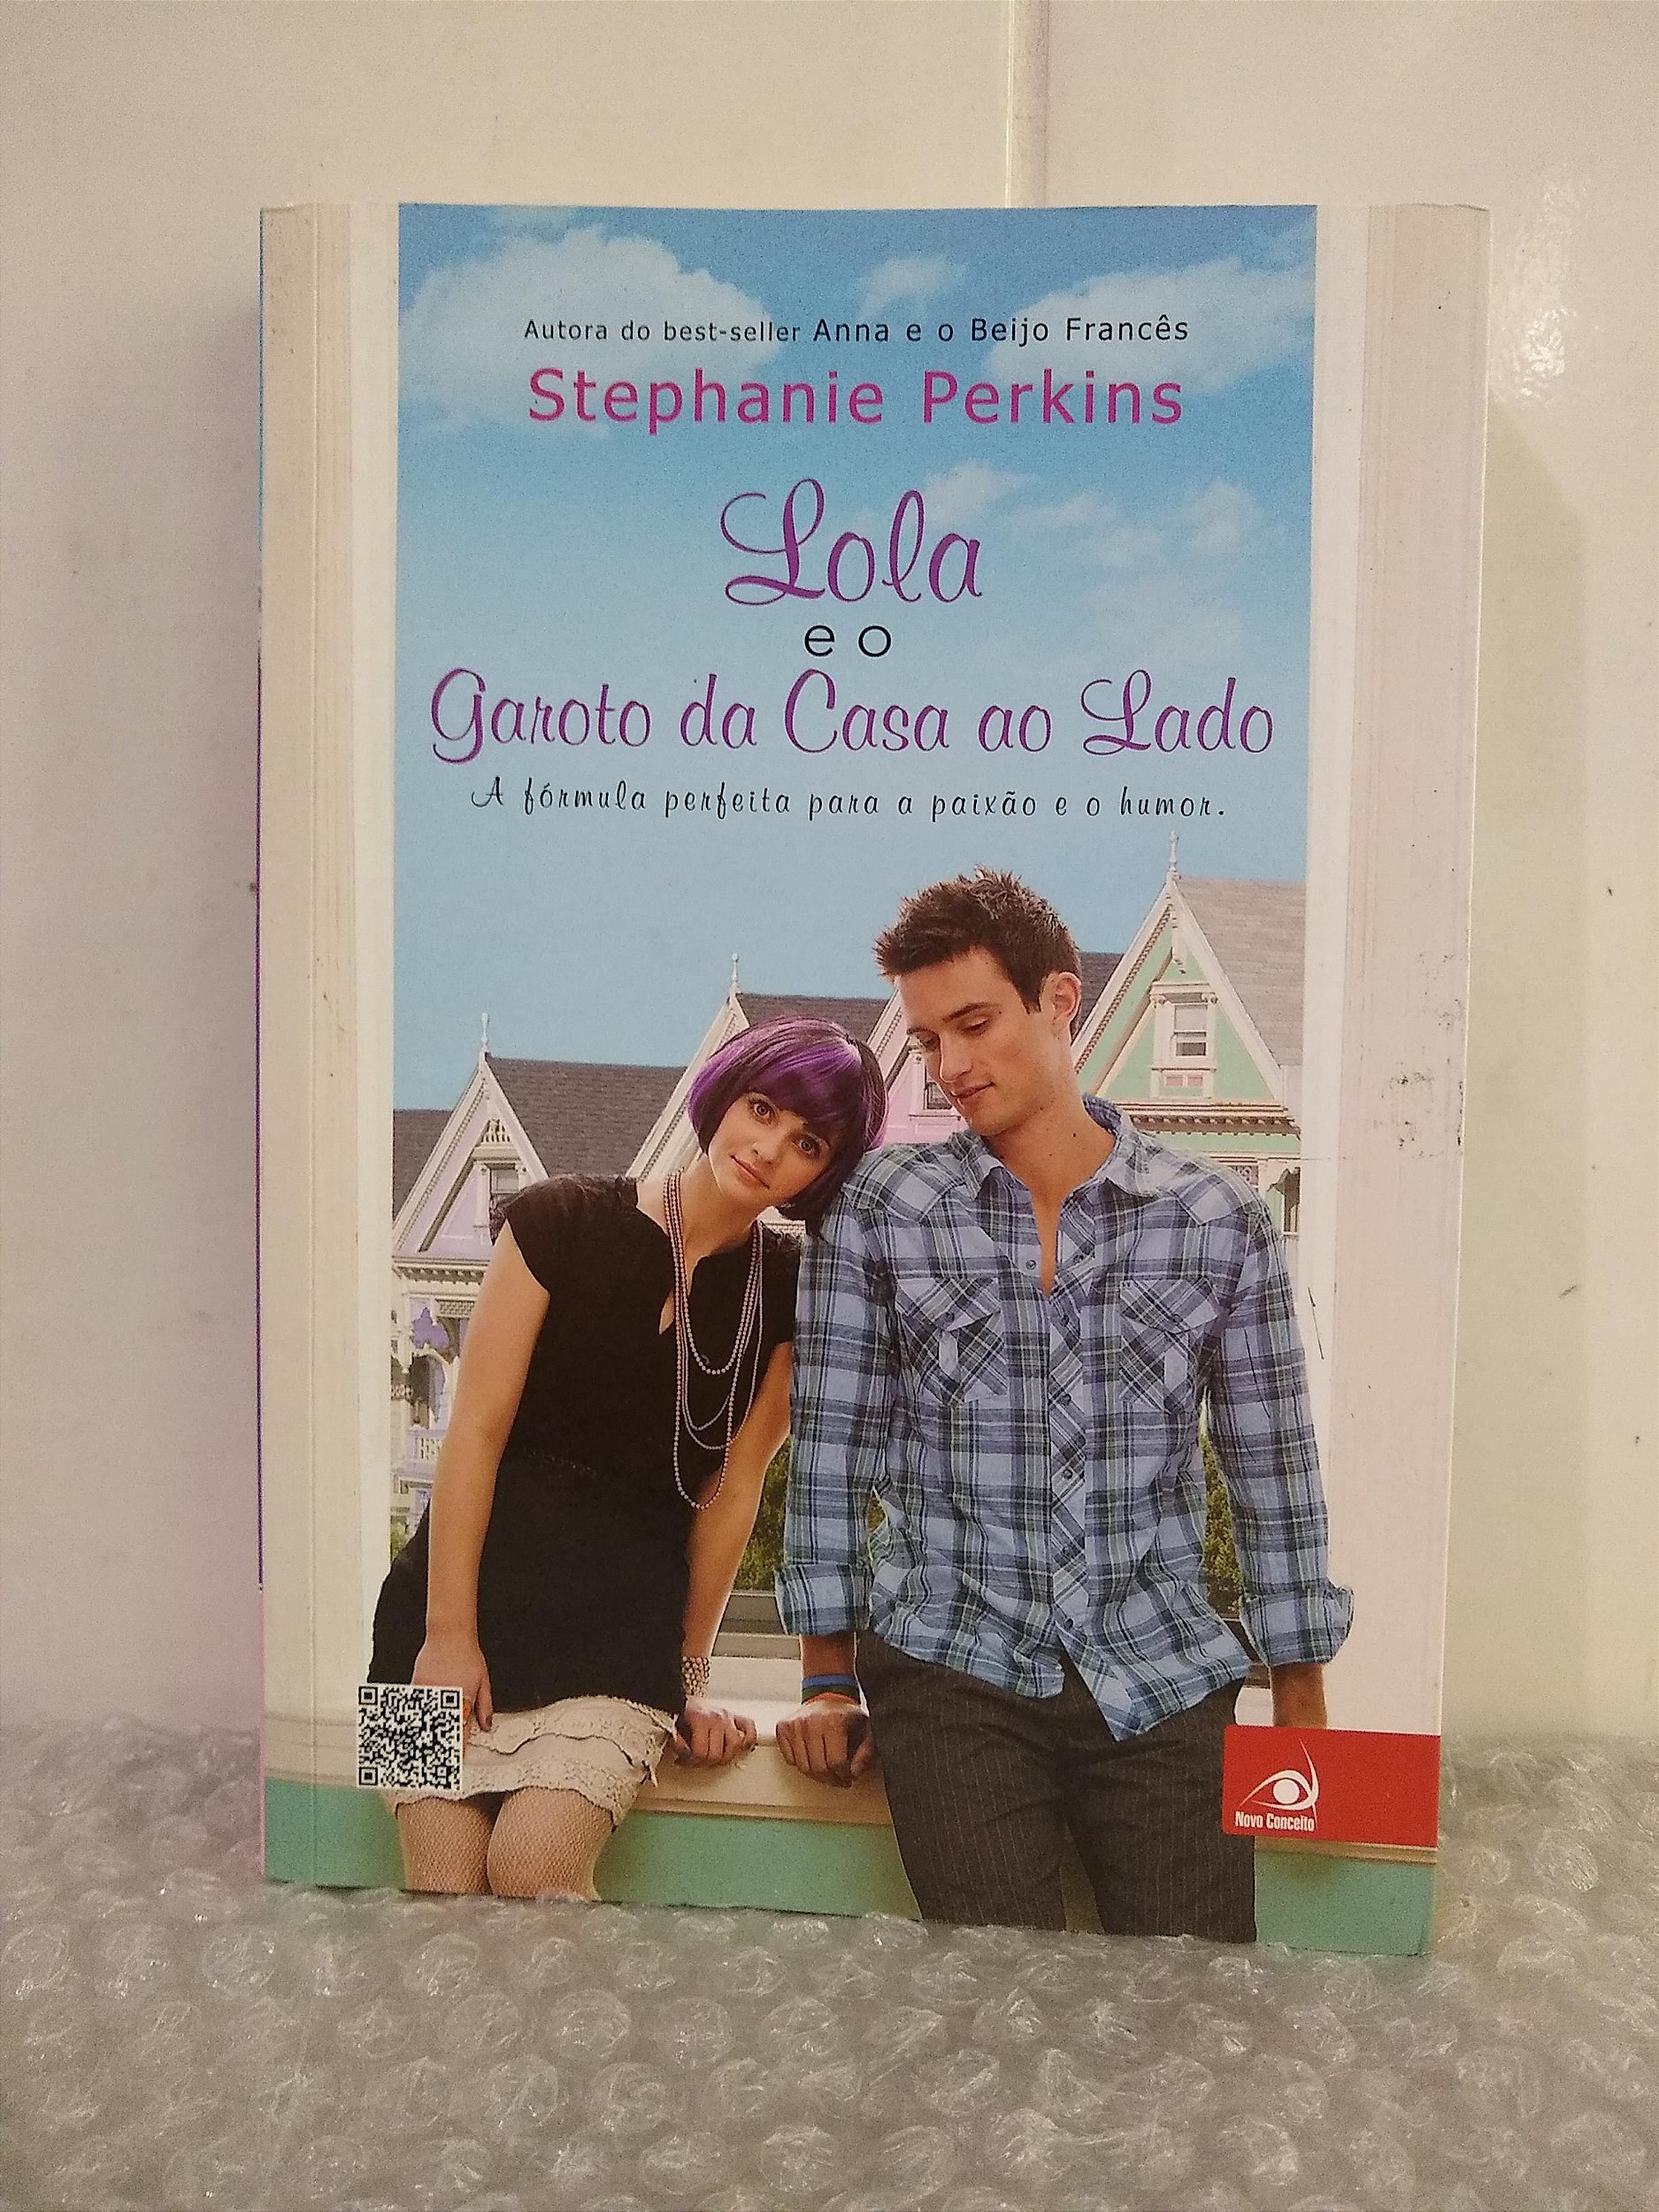 Autora do best-seller Anna e o Beijo Francês
Stephanie Perkins
Lola
e o
Garoto da Casa ao Lado
A fórmula perfeita para a paixão e o humor.
Novo Conceito